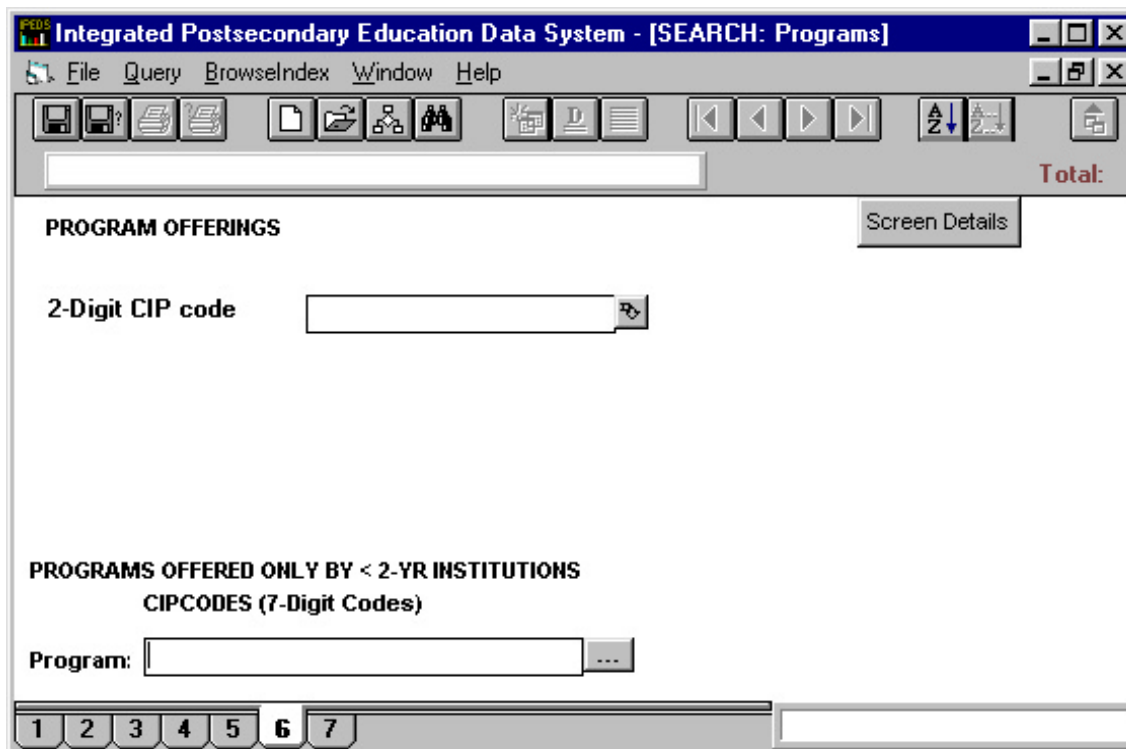 IPEDS Integrated Postsecondary Education Data System - [SEARCH: Programs]
File Query BrowseIndex Window Help
Total:
PROGRAM OFFERINGS
Screen Details
2-Digit CIP code
PROGRAMS OFFERED ONLY BY < 2-YR INSTITUTIONS
CIPCODES (7-Digit Codes)
Program: ...
1 2 3 4 5 6 7